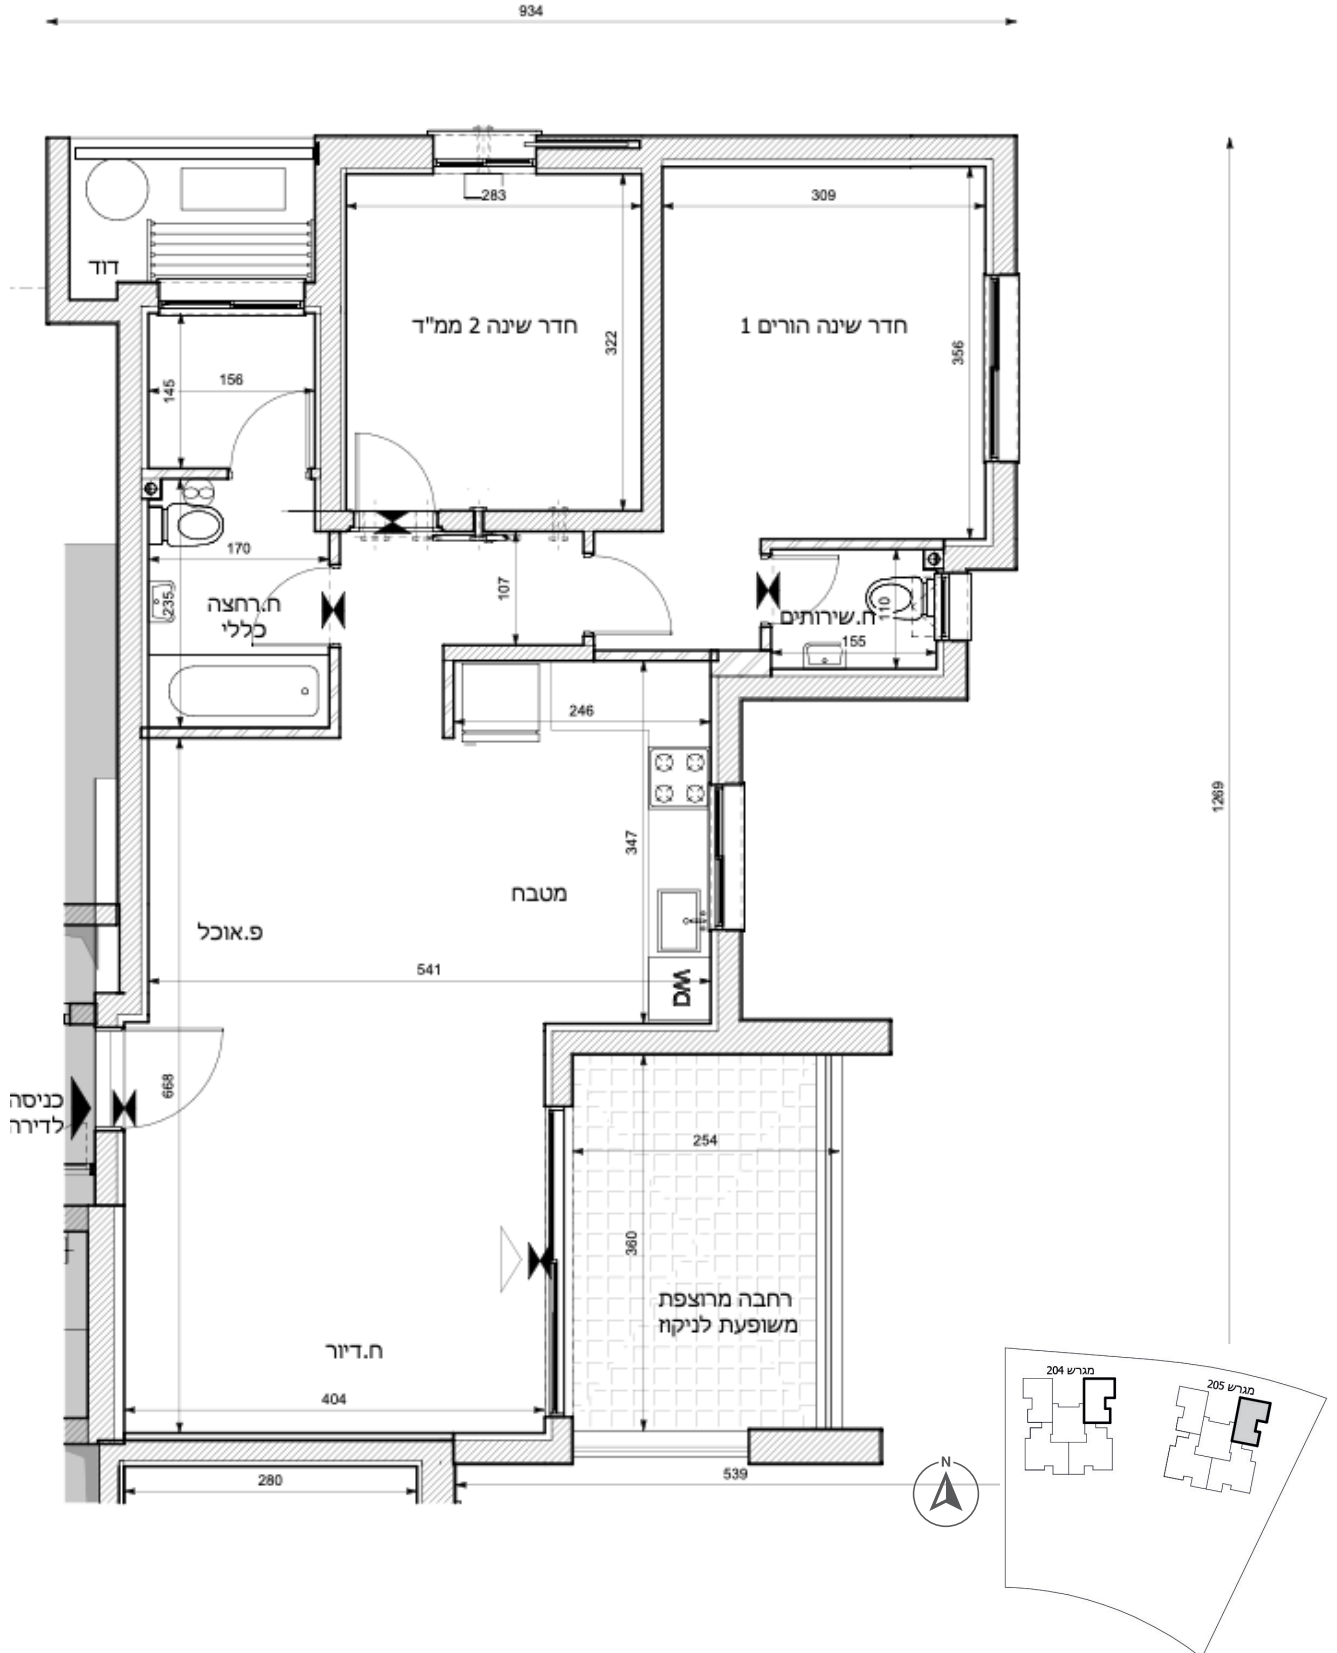 934
283
309
דוד
חדר שינה 2 ממ"ד
חדר שינה הורים 1
322
356
156
145
170
107
235
ח.רחצה
כללי
110
ח.שירותים
155
246
1269
347
מטבח
פ.אוכל
541
DW
668
כניסה
לדירה
254
360
רחבה מרוצפת
משופעת לניקוז
ח.דיור
404
280
539
N
מגרש 204
מגרש 205